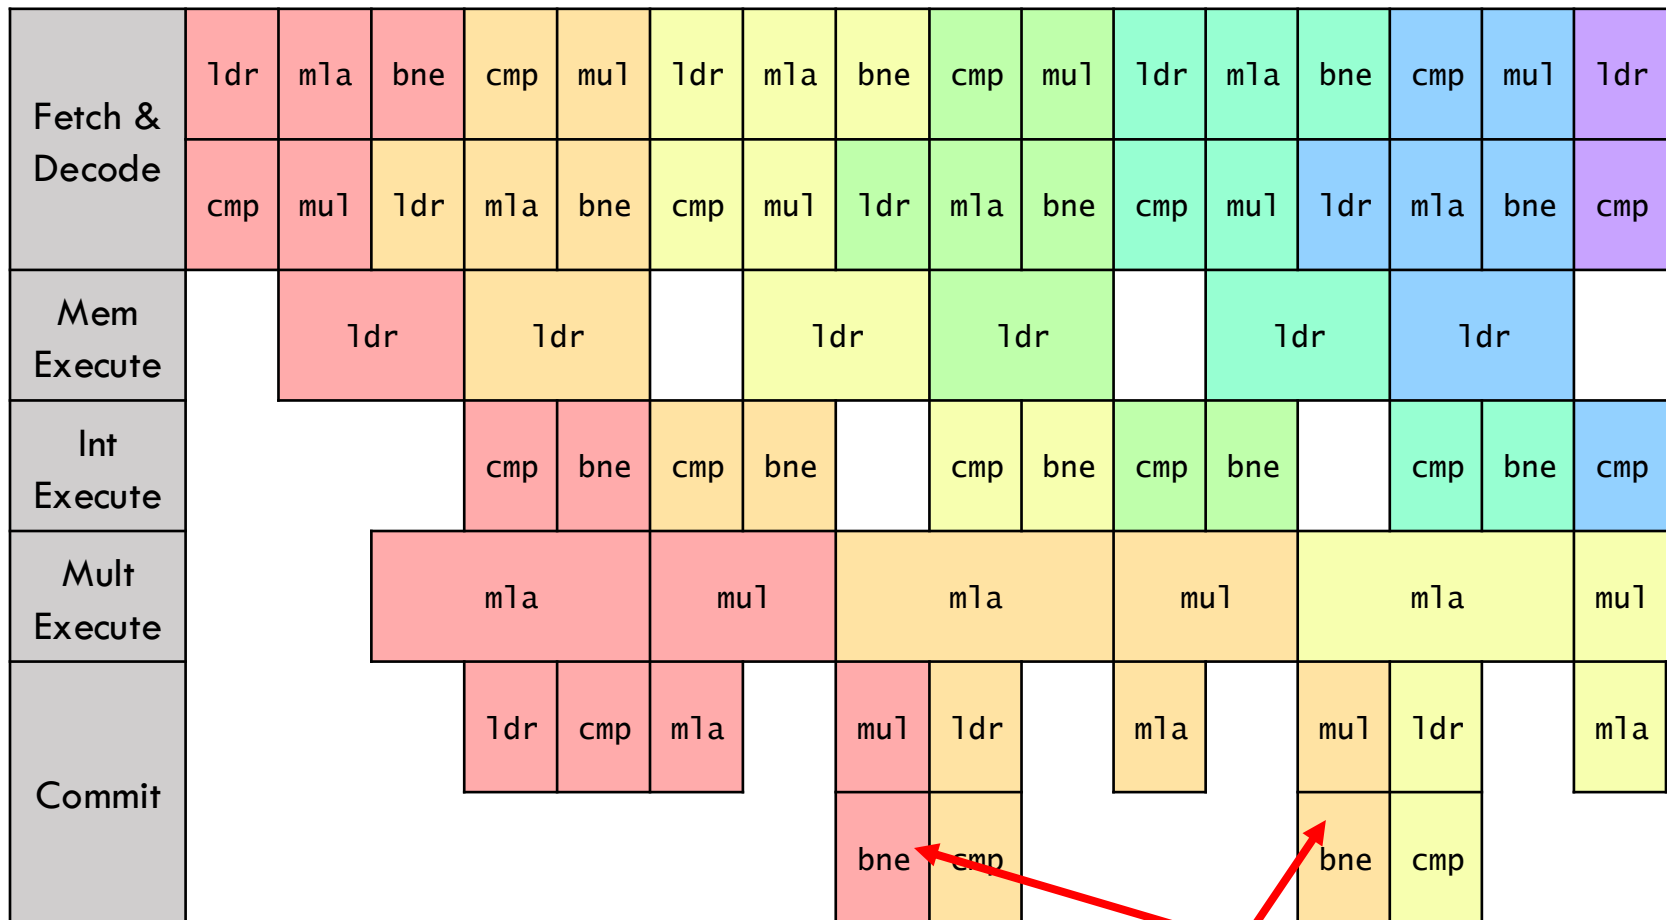 ldr mla bne cmp mul ldr mla bne cmp mul ldr mla bne cmp mul ldr
Fetch &
Decode
cmp mul ldr mla bne cmp mul ldr mla bne cmp mul ldr mla bne cmp
Mem
Execute
ldr ldr ldr ldr ldr ldr
Int
Execute
cmp bne cmp bne cmp bne cmp bne cmp bne cmp
Mult
Execute
mla mul mla mul mla mul
ldr cmp mla mul ldr mla mul ldr mla
Commit
bne cmp bne cmp